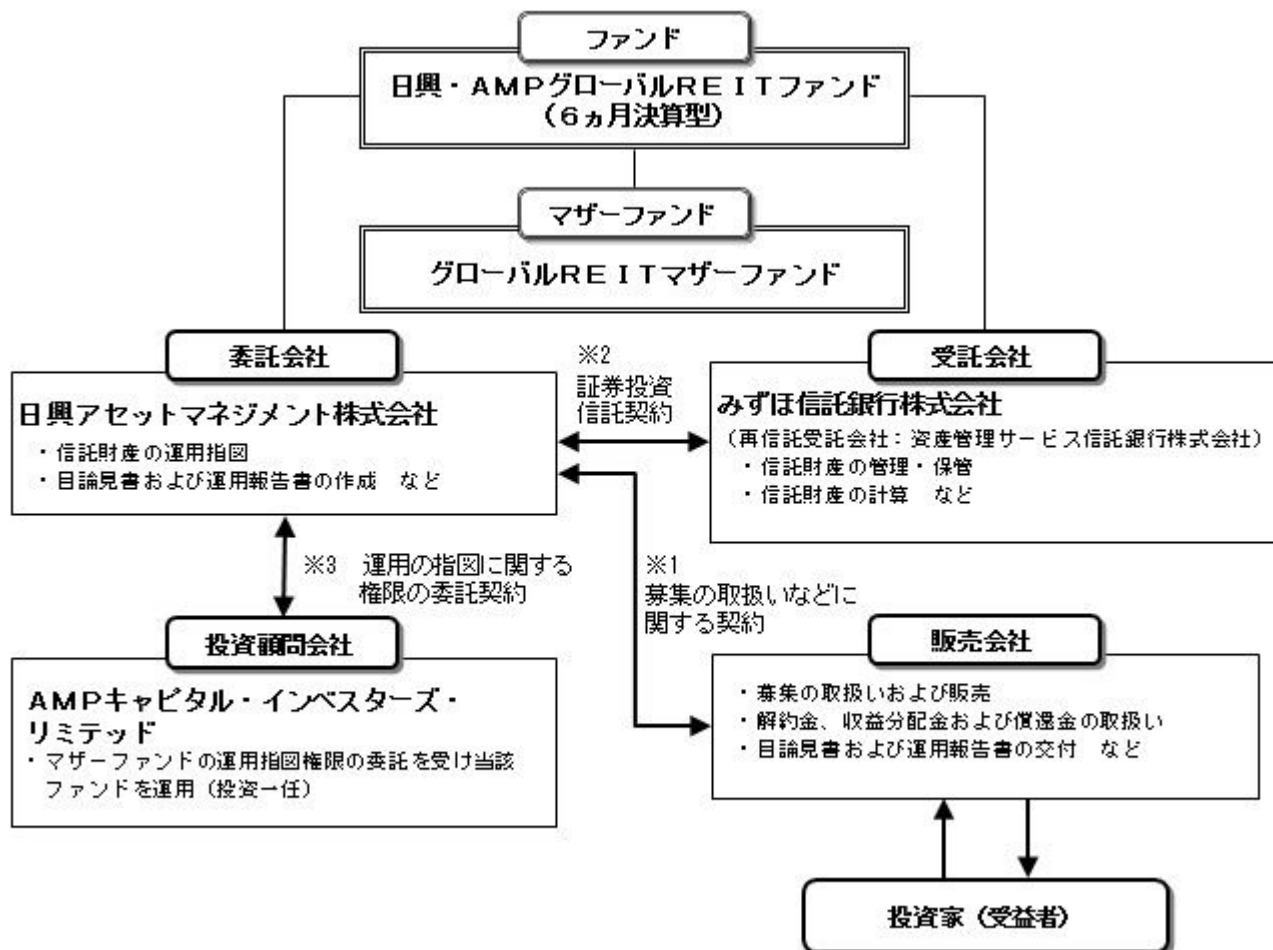 ファンド
日興・AMPグローバルREITファンド
(6ヵ月決算型)
マザーファンド
グローバルREITマザーファンド
委託会社
日興アセットマネジメント株式会社
・信託財産の運用指図
・目論見書および運用報告書の作成 など
※2
証券投資
信託契約
受託会社
みずほ信託銀行株式会社
(再信託受託会社:資産管理サービス信託銀行株式会社)
・信託財産の管理・保管
・信託財産の計算 など
※3 運用の指図に関する
権限の委託契約
※1
募集の取扱いなどに
関する契約
投資顧問会社
AMPキャピタル・インベスターズ・
リミテッド
・マザーファンドの運用指図権限の委託を受け当該
ファンドを運用(投資一任)
販売会社
・募集の取扱いおよび販売
・解約金、収益分配金および償還金の取扱い
・目論見書および運用報告書の交付 など
投資家(受益者)